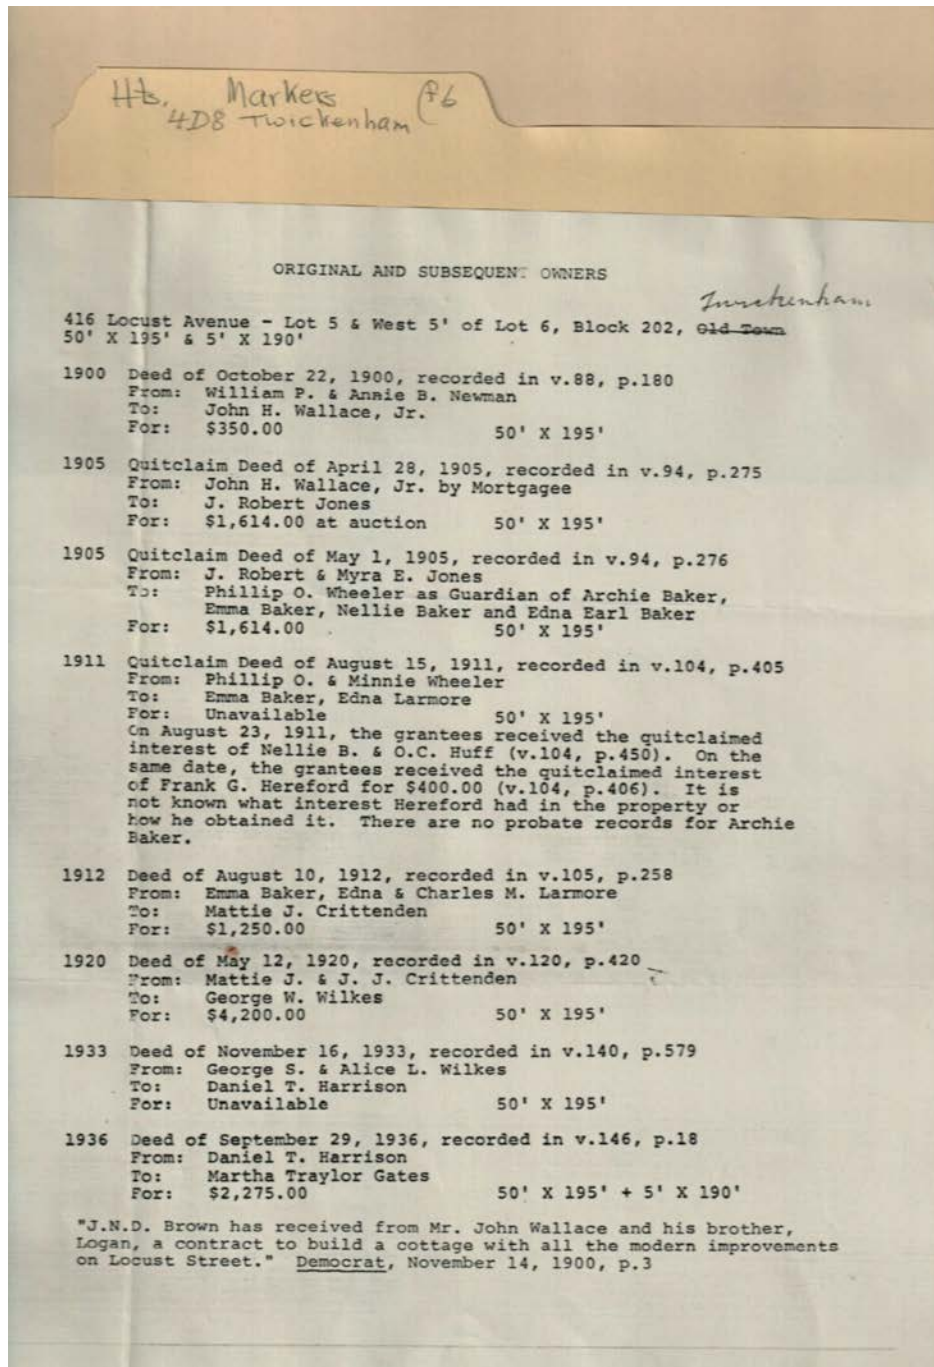 Hts. Markers (P6
4D8 Twickenham
ORIGINAL AND SUBSEQUENT OWNERS
Twickenham
416 Locust Avenue - Lot 5 & West 5' of Lot 6, Block 202, Old Town
50' X 195' & 5' X 190'
1900 Deed of October 22, 1900, recorded in v.88, p.180
From: William P. & Annie B. Newman
To: John H. Wallace, Jr.
For: $350.00 50' X 195'
1905 Quitclaim Deed of April 28, 1905, recorded in v.94, p.275
From: John H. Wallace, Jr. by Mortgagee
To: J. Robert Jones
For: $1,614.00 at auction 50' X 195'
1905 Quitclaim Deed of May 1, 1905, recorded in v.94, p.276
From: J. Robert & Myra E. Jones
To: Phillip O. Wheeler as Guardian of Archie Baker,
Emma Baker, Nellie Baker and Edna Earl Baker
For: $1,614.00 50' X 195'
1911 Quitclaim Deed of August 15, 1911, recorded in v.104, p.405
From: Phillip O. & Minnie Wheeler
To: Emma Baker, Edna Larmore
For: Unavailable 50' X 195'
On August 23, 1911, the grantees received the quitclaimed
interest of Nellie B. & O.C. Huff (v.104, p.450). On the
same date, the grantees received the quitclaimed interest
of Frank G. Hereford for $400.00 (v.104, p.406). It is
not known what interest Hereford had in the property or
how he obtained it. There are no probate records for Archie
Baker.
1912 Deed of August 10, 1912, recorded in v.105, p.258
From: Emma Baker, Edna & Charles M. Larmore
To: Mattie J. Crittenden
For: $1,250.00 50' X 195'
1920 Deed of May 12, 1920, recorded in v.120, p.420
From: Mattie J. & J. J. Crittenden
To: George W. Wilkes
For: $4,200.00 50' X 195'
1933 Deed of November 16, 1933, recorded in v.140, p.579
From: George S. & Alice L. Wilkes
To: Daniel T. Harrison
For: Unavailable 50' X 195'
1936 Deed of September 29, 1936, recorded in v.146, p.18
From: Daniel T. Harrison
To: Martha Traylor Gates
For: $2,275.00 50' X 195' + 5' X 190'
"J.N.D. Brown has received from Mr. John Wallace and his brother,
Logan, a contract to build a cottage with all the modern improvements
on Locust Street." Democrat, November 14, 1900, p.3